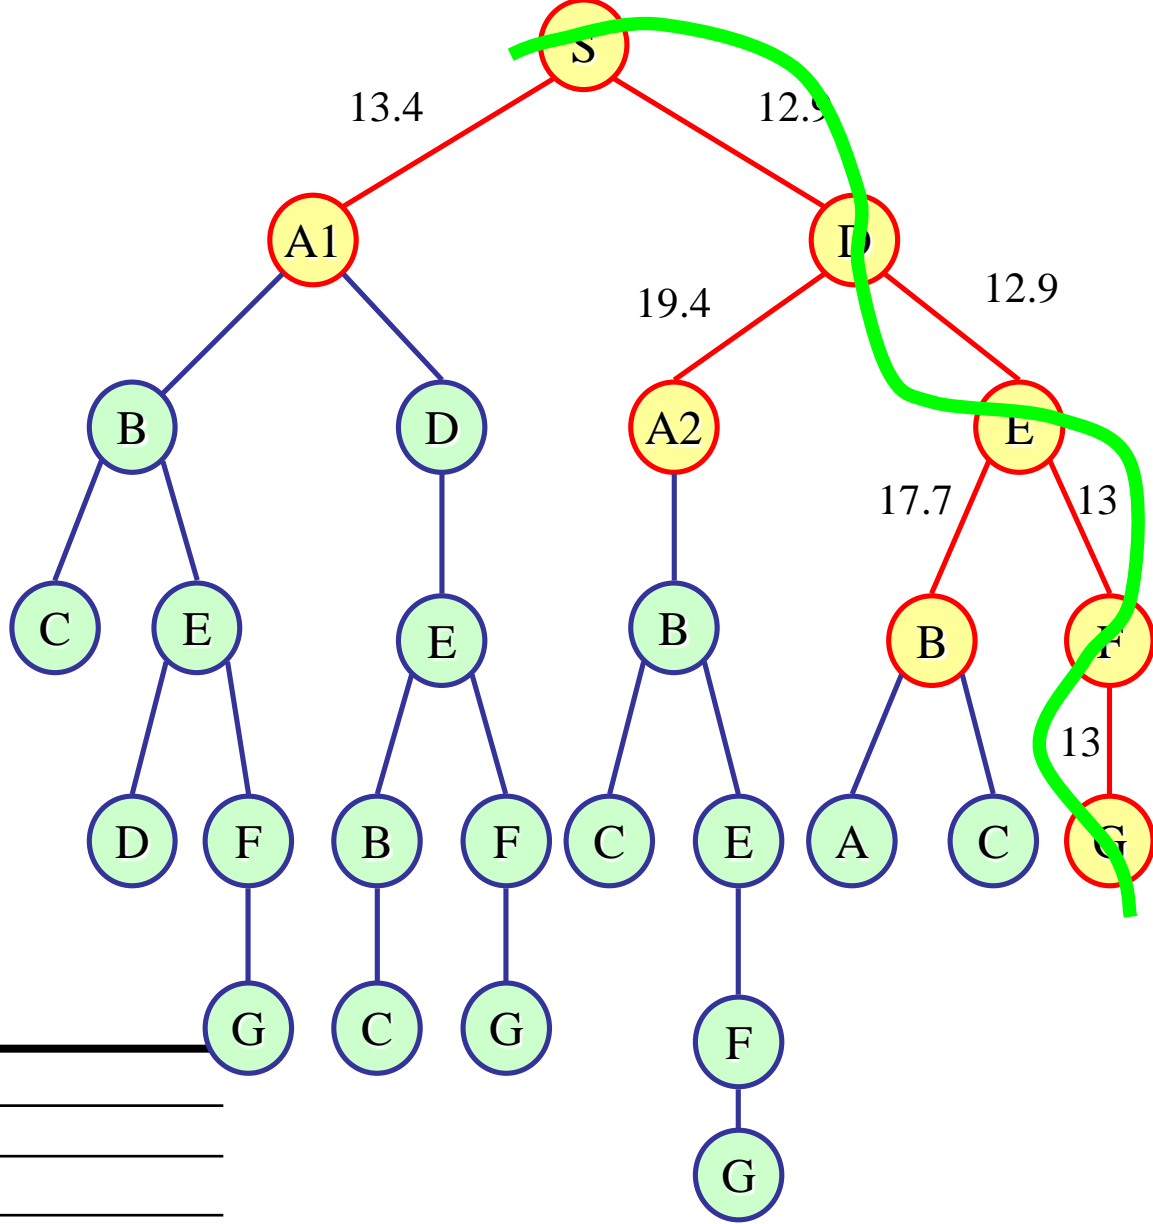 S
13.4 12.9
A1 D
19.4 12.9
B D A2 E
17.7 13
C E E B B F
13
D F B F C E A C G
G C G F
G